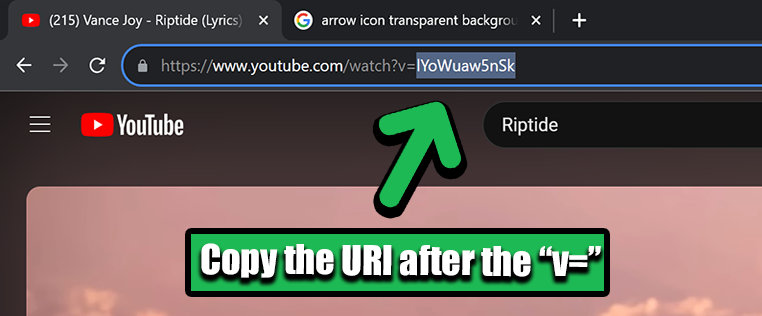 (215) Vance Joy - Riptide (Lyrics)
arrow icon transparent backgrou
https://www.youtube.com/watch?v=lYoWuaw5nSk
YouTube
Riptide
Copy the URI after the “v=”